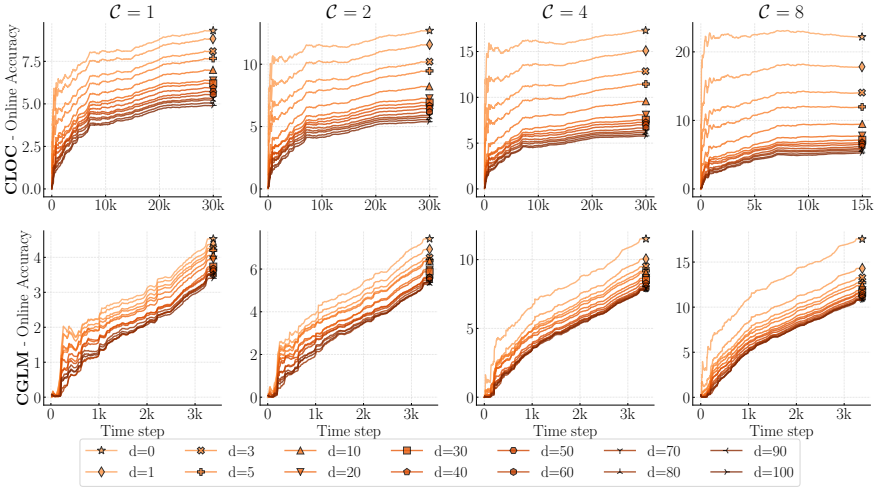 C = 1
C = 2
C = 4
C = 8
CLOC - Online Accuracy
7.5
5.0
2.5
0.0
0
10k
20k
30k
10
5
0
0
10k
20k
30k
15
10
5
0
0
10k
20k
30k
20
10
0
0
5k
10k
15k
CGLM - Online Accuracy
4
3
2
1
0
0
1k
2k
3k
Time step
6
4
2
0
0
1k
2k
3k
Time step
10
5
0
0
1k
2k
3k
Time step
15
10
5
0
0
1k
2k
3k
Time step
d=0 d=3 d=10 d=30 d=50 d=70 d=90
d=1 d=5 d=20 d=40 d=60 d=80 d=100